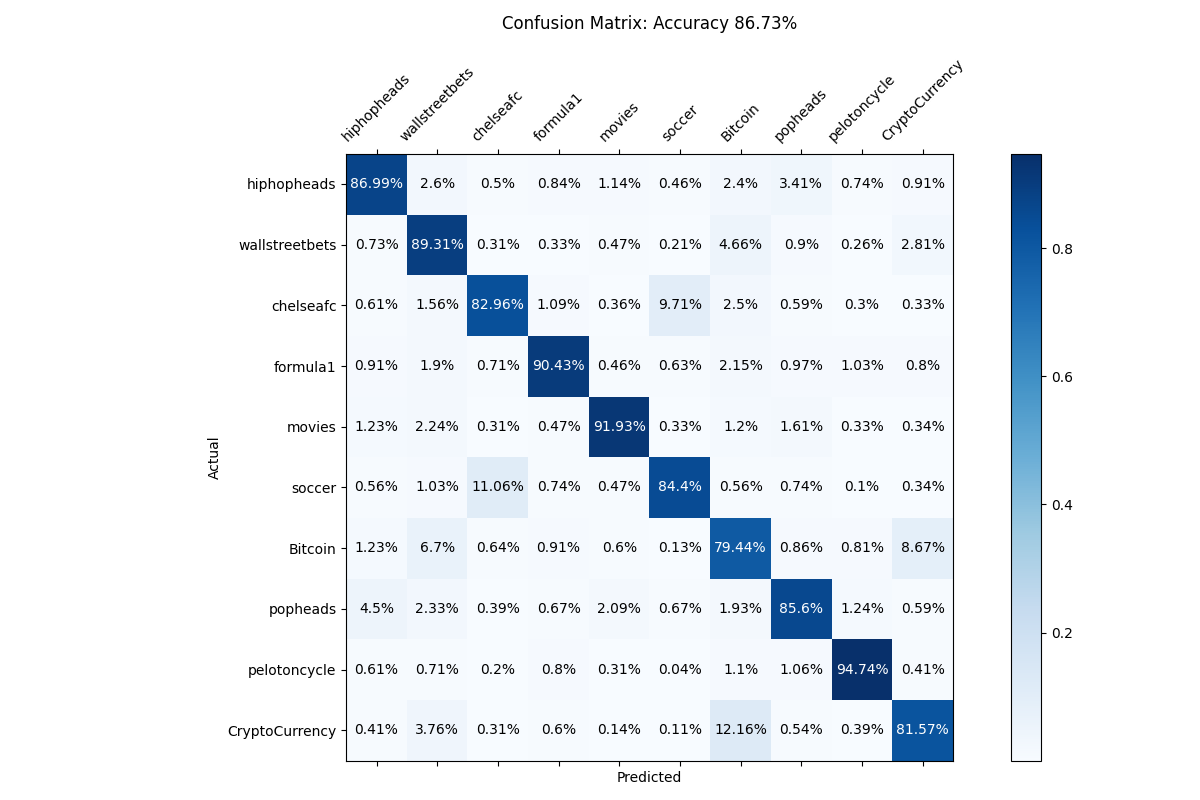 Confusion Matrix: Accuracy 86.73%
hiphopheads wallstreetbets chelseafc formula1 movies soccer Bitcoin popheads pelotoncycle CryptoCurrency
hiphopheads 86.99% 2.6% 0.5% 0.84% 1.14% 0.46% 2.4% 3.41% 0.74% 0.91%
wallstreetbets 0.73% 89.31% 0.31% 0.33% 0.47% 0.21% 4.66% 0.9% 0.26% 2.81%
0.8
chelseafc 0.61% 1.56% 82.96% 1.09% 0.36% 9.71% 2.5% 0.59% 0.3% 0.33%
formula1 0.91% 1.9% 0.71% 90.43% 0.46% 0.63% 2.15% 0.97% 1.03% 0.8%
0.6
movies 1.23% 2.24% 0.31% 0.47% 91.93% 0.33% 1.2% 1.61% 0.33% 0.34%
Actual
soccer 0.56% 1.03% 11.06% 0.74% 0.47% 84.4% 0.56% 0.74% 0.1% 0.34%
0.4
Bitcoin 1.23% 6.7% 0.64% 0.91% 0.6% 0.13% 79.44% 0.86% 0.81% 8.67%
popheads 4.5% 2.33% 0.39% 0.67% 2.09% 0.67% 1.93% 85.6% 1.24% 0.59%
0.2
pelotoncycle 0.61% 0.71% 0.2% 0.8% 0.31% 0.04% 1.1% 1.06% 94.74% 0.41%
CryptoCurrency 0.41% 3.76% 0.31% 0.6% 0.14% 0.11% 12.16% 0.54% 0.39% 81.57%
Predicted